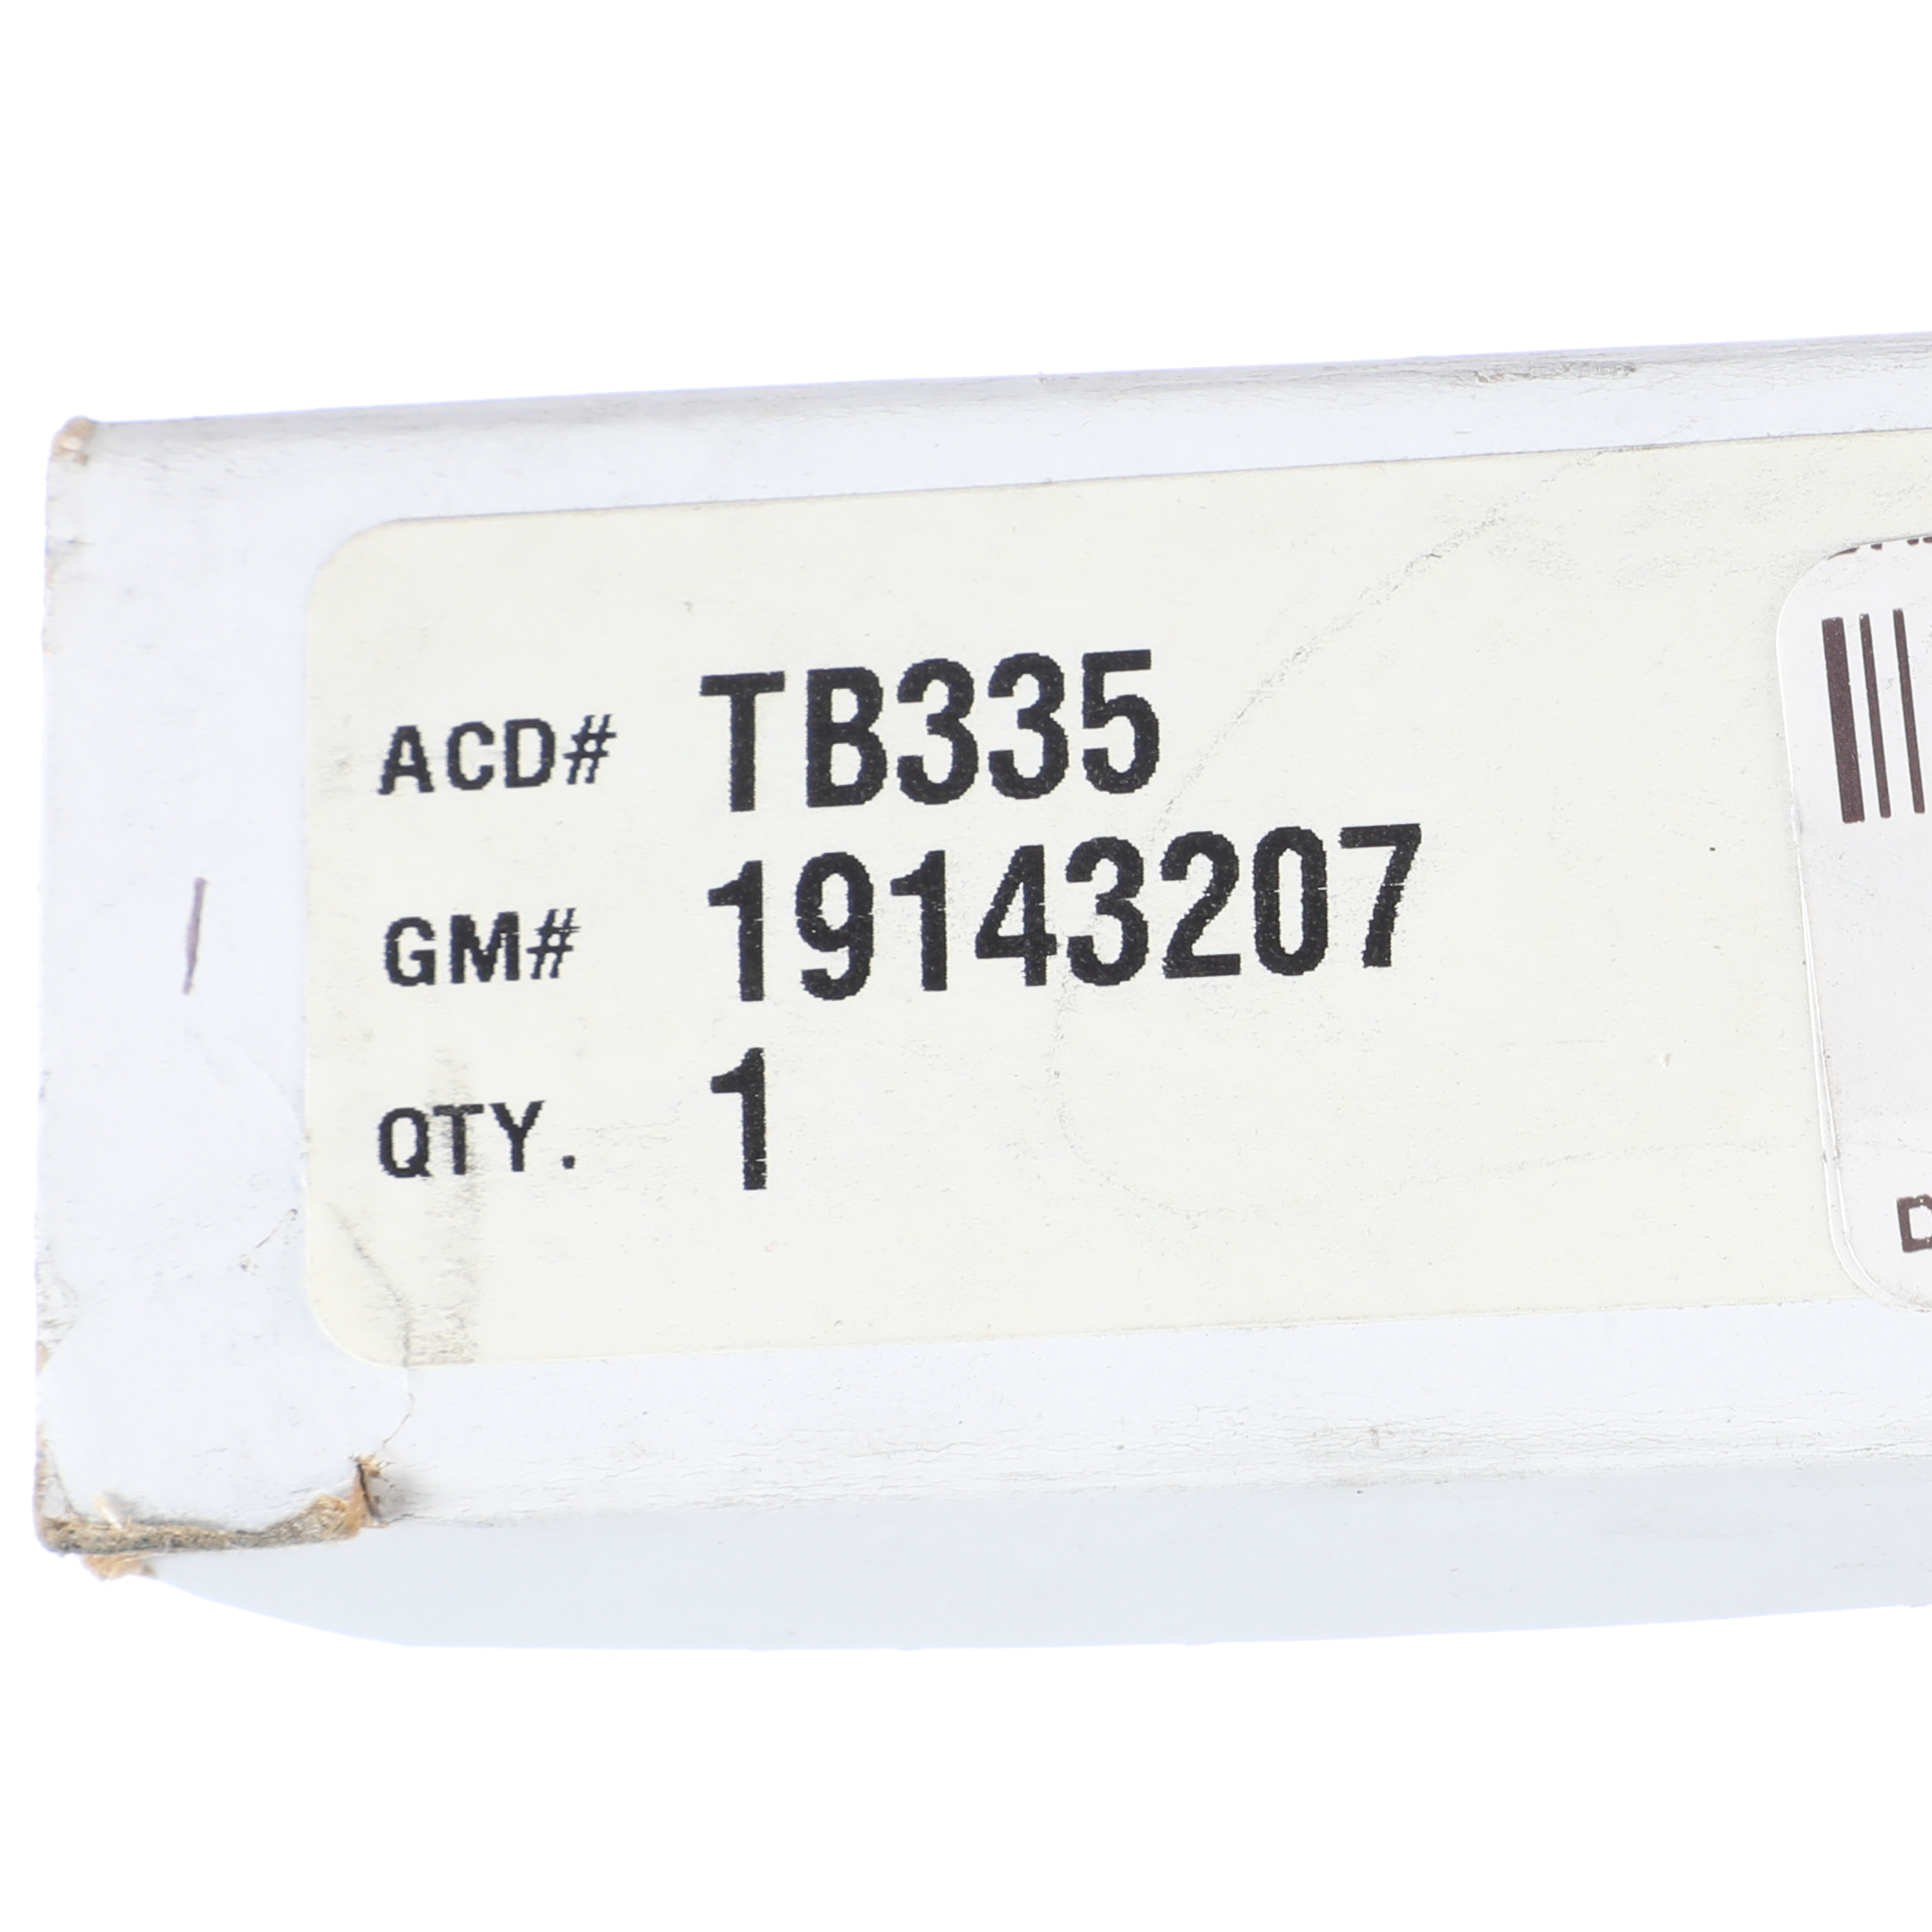 ACD# TB335
GM# 19143207
QTY. 1